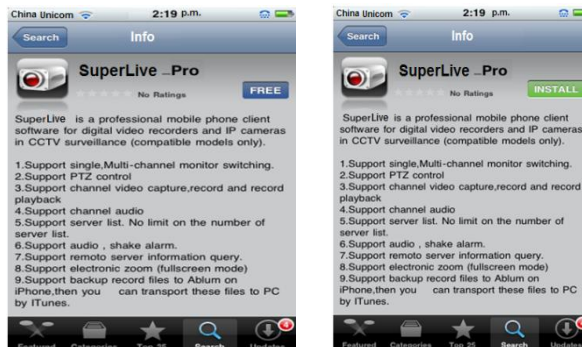 China Unicom 2:19 p.m.
Search Info
SuperLive - Pro
No Ratings
FREE
SuperLive is a professional mobile phone client
software for digital video recorders and IP cameras
in CCTV surveillance (compatible models only).
1.Support single,Multi-channel monitor switching.
2.Support PTZ control
3.Support channel video capture,record and record
playback
4.Support channel audio
5.Support server list. No limit on the number of
server list.
6.Support audio , shake alarm.
7.Support remoto server information query.
8.Support electronic zoom (fullscreen mode)
9.Support backup record files to Ablum on
iPhone,then you can transport these files to PC
by ITunes.
Featured Categories Top 25 Search Updates
4
China Unicom 2:19 p.m.
Search Info
SuperLive - Pro
No Ratings
INSTALL
SuperLive is a professional mobile phone client
software for digital video recorders and IP cameras
in CCTV surveillance (compatible models only).
1.Support single,Multi-channel monitor switching.
2.Support PTZ control
3.Support channel video capture,record and record
playback
4.Support channel audio
5.Support server list. No limit on the number of
server list.
6.Support audio , shake alarm.
7.Support remoto server information query.
8.Support electronic zoom (fullscreen mode)
9.Support backup record files to Ablum on
iPhone,then you can transport these files to PC
by ITunes.
Featured Categories Top 25 Search Updates